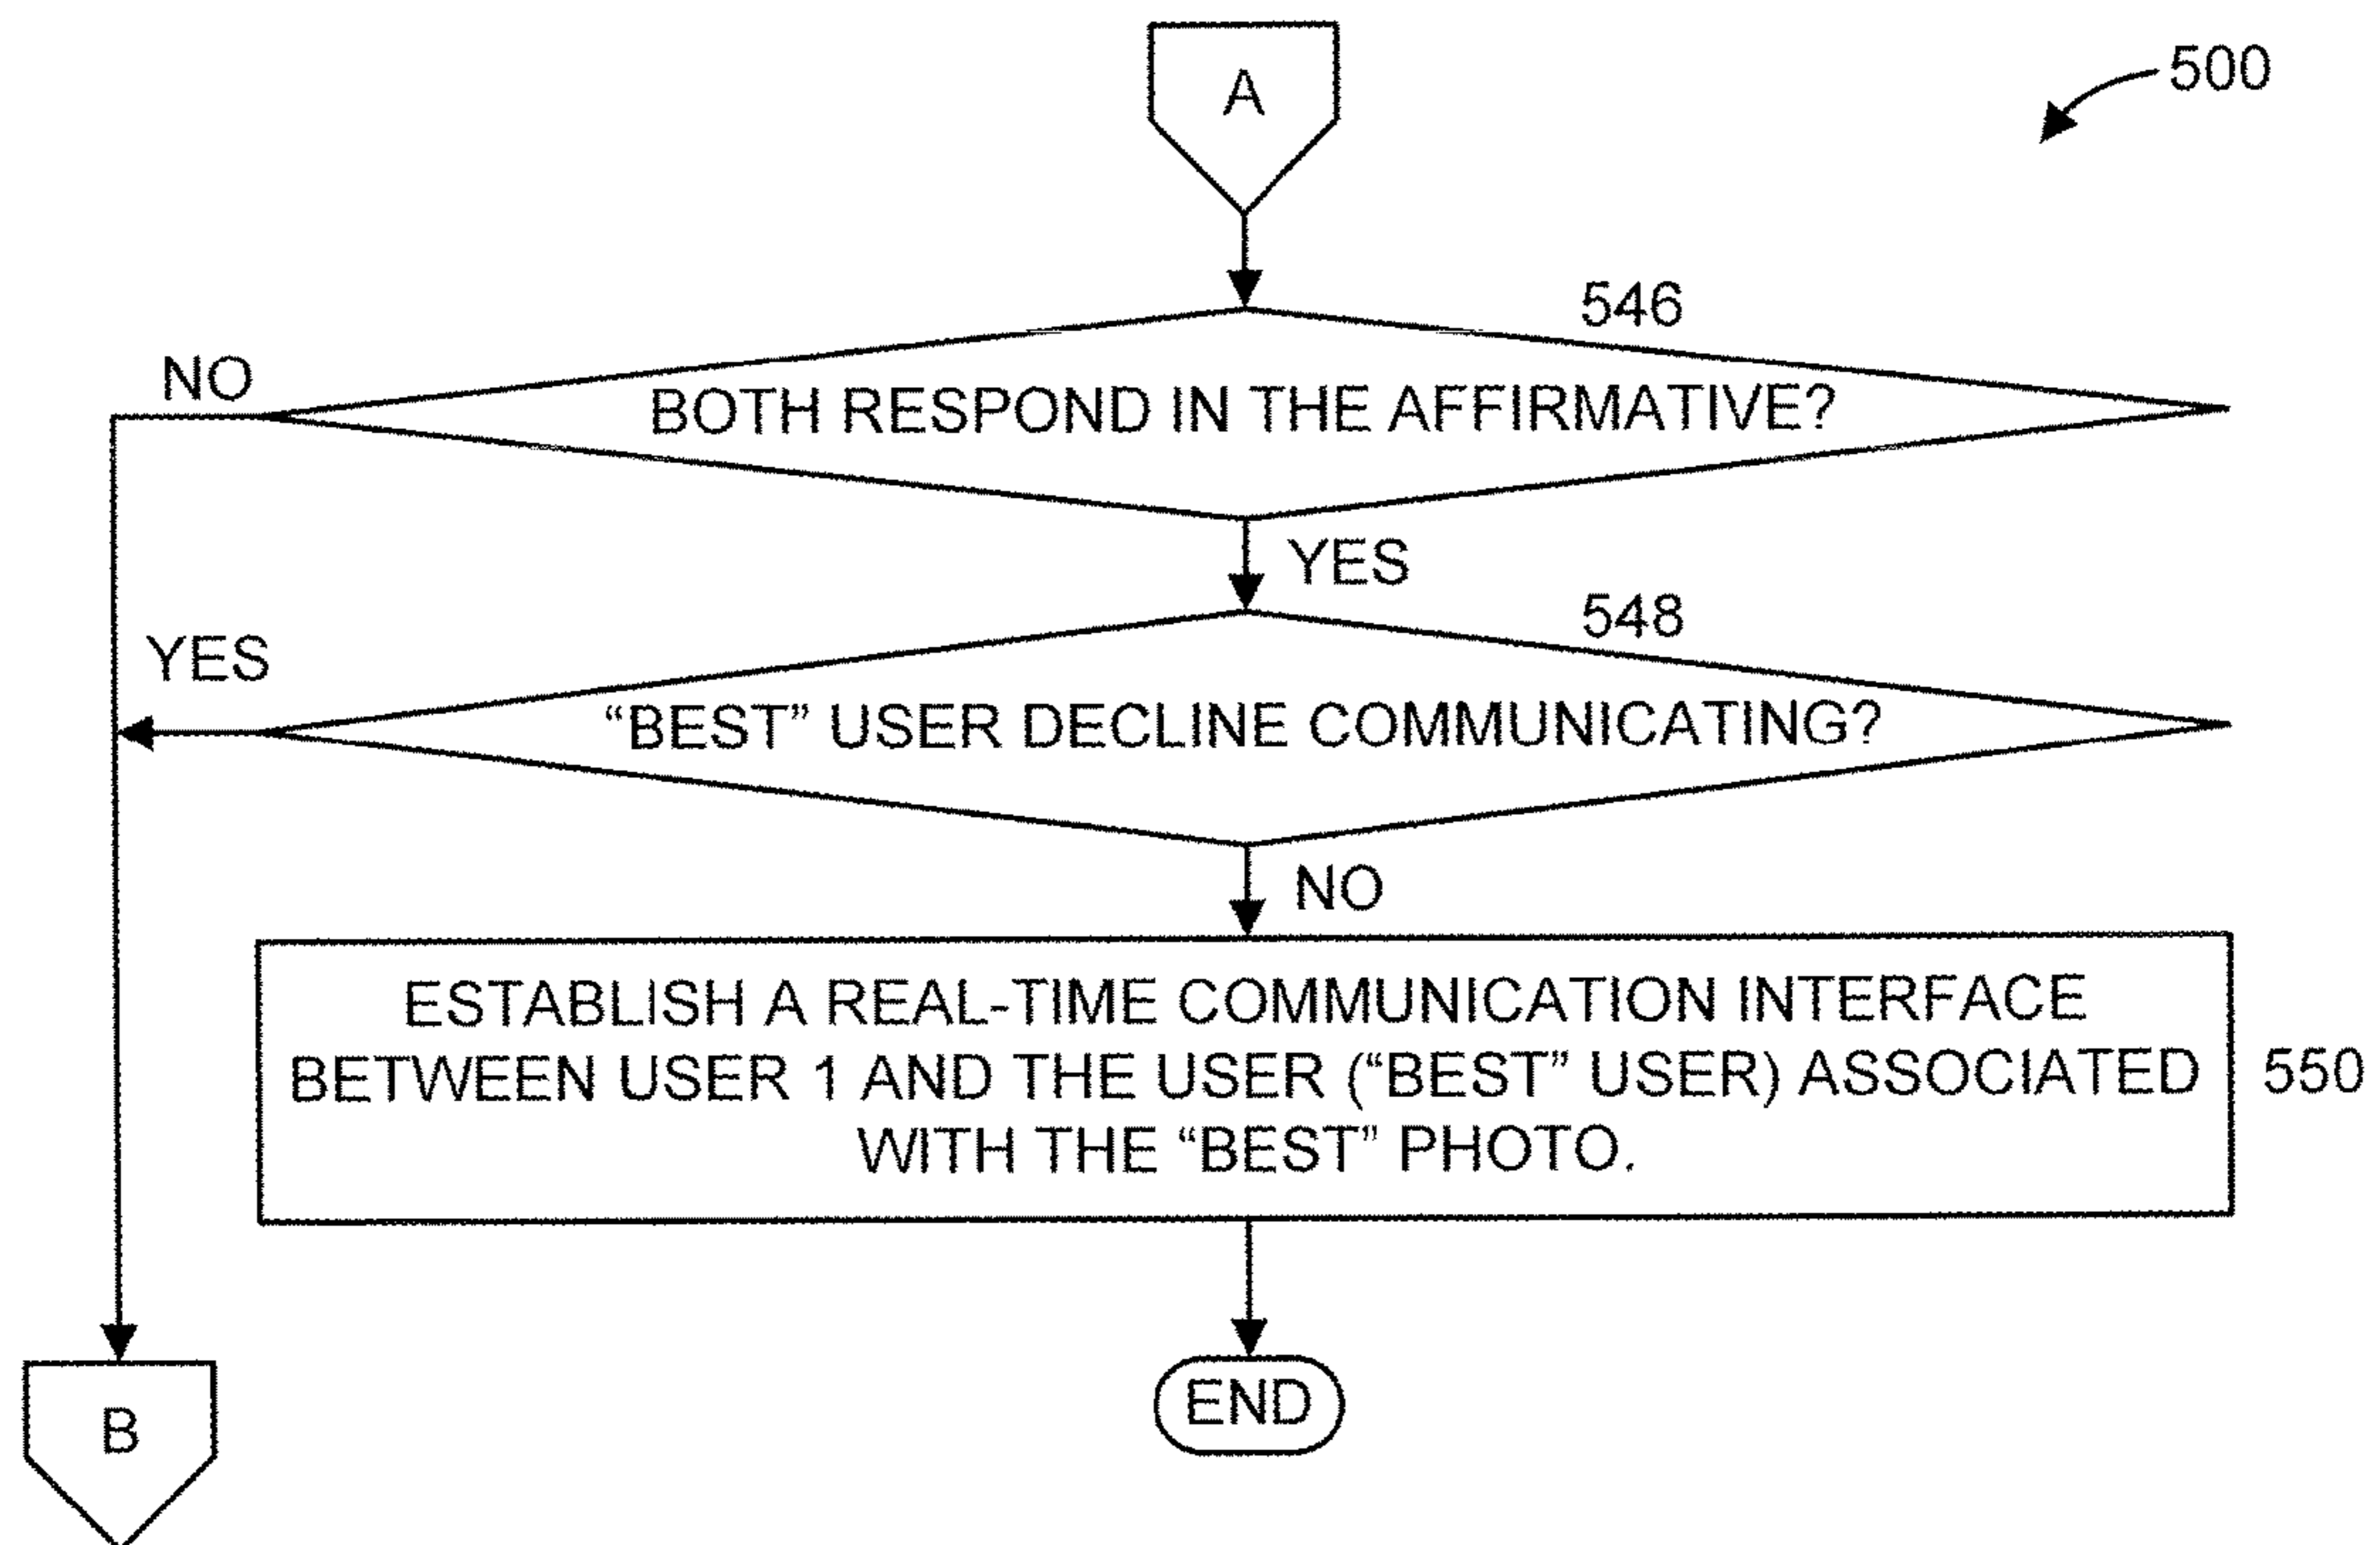 A
500
546
NO
BOTH RESPOND IN THE AFFIRMATIVE?
YES
548
YES
“BEST” USER DECLINE COMMUNICATING?
NO
ESTABLISH A REAL-TIME COMMUNICATION INTERFACE
BETWEEN USER 1 AND THE USER (“BEST” USER) ASSOCIATED
WITH THE “BEST” PHOTO.
550
END
B